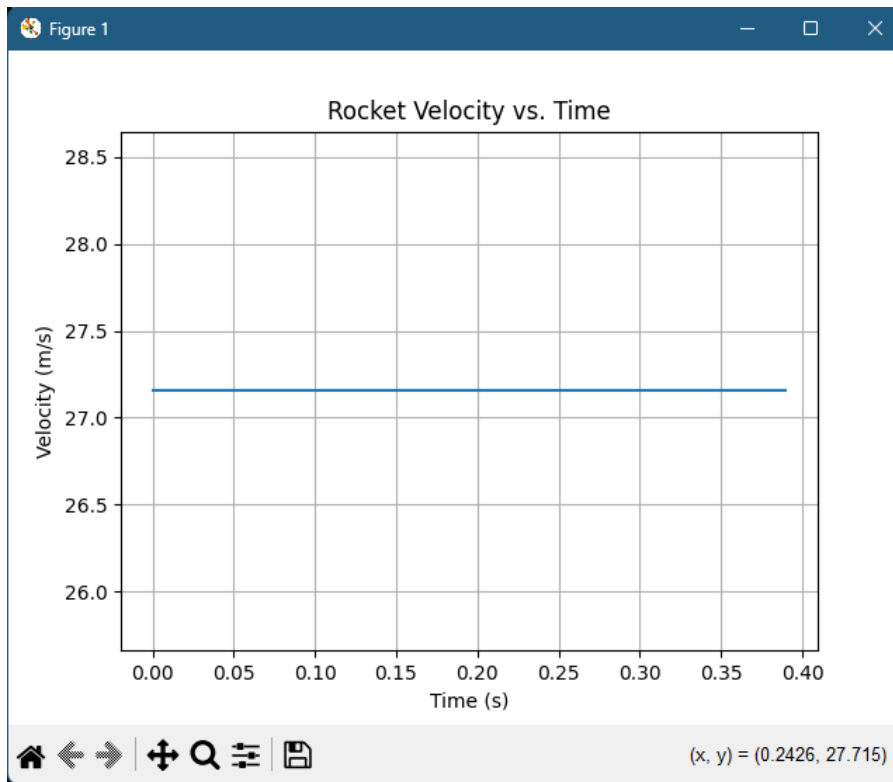 Figure 1
Rocket Velocity vs. Time
28.5
28.0
27.5
27.0
26.5
26.0
Velocity (m/s)
0.00 0.05 0.10 0.15 0.20 0.25 0.30 0.35 0.40
Time (s)
(x, y) = (0.2426, 27.715)